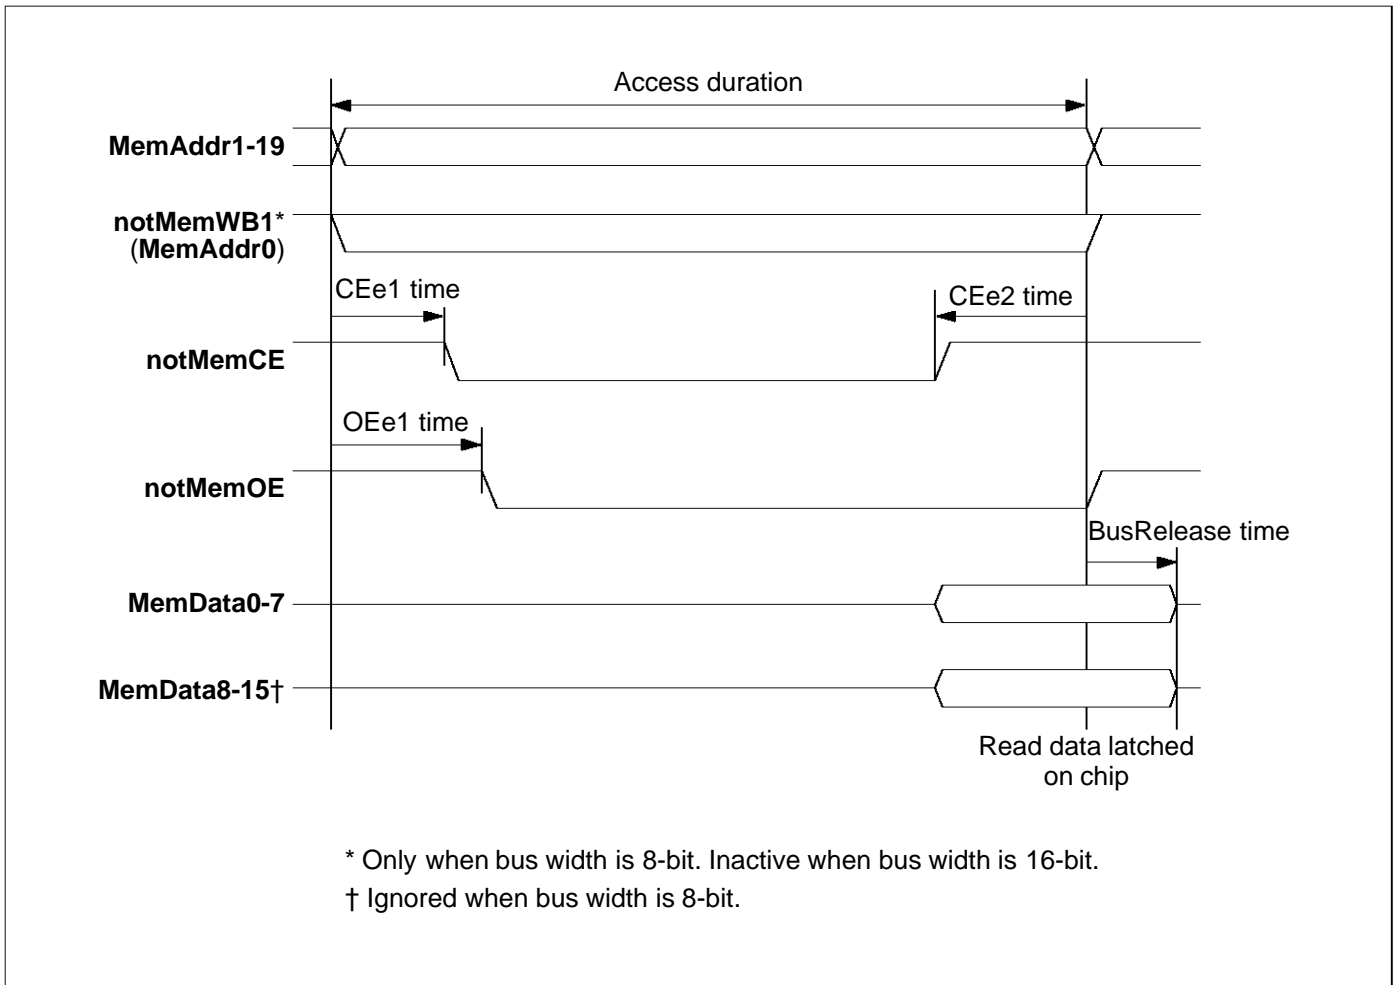 Access duration
MemAddr1-19
notMemWB1*
(MemAddr0)
CEe1 time
CEe2 time
notMemCE
OEe1 time
notMemOE
BusRelease time
MemData0-7
MemData8-15†
Read data latched
on chip
* Only when bus width is 8-bit. Inactive when bus width is 16-bit.
† Ignored when bus width is 8-bit.